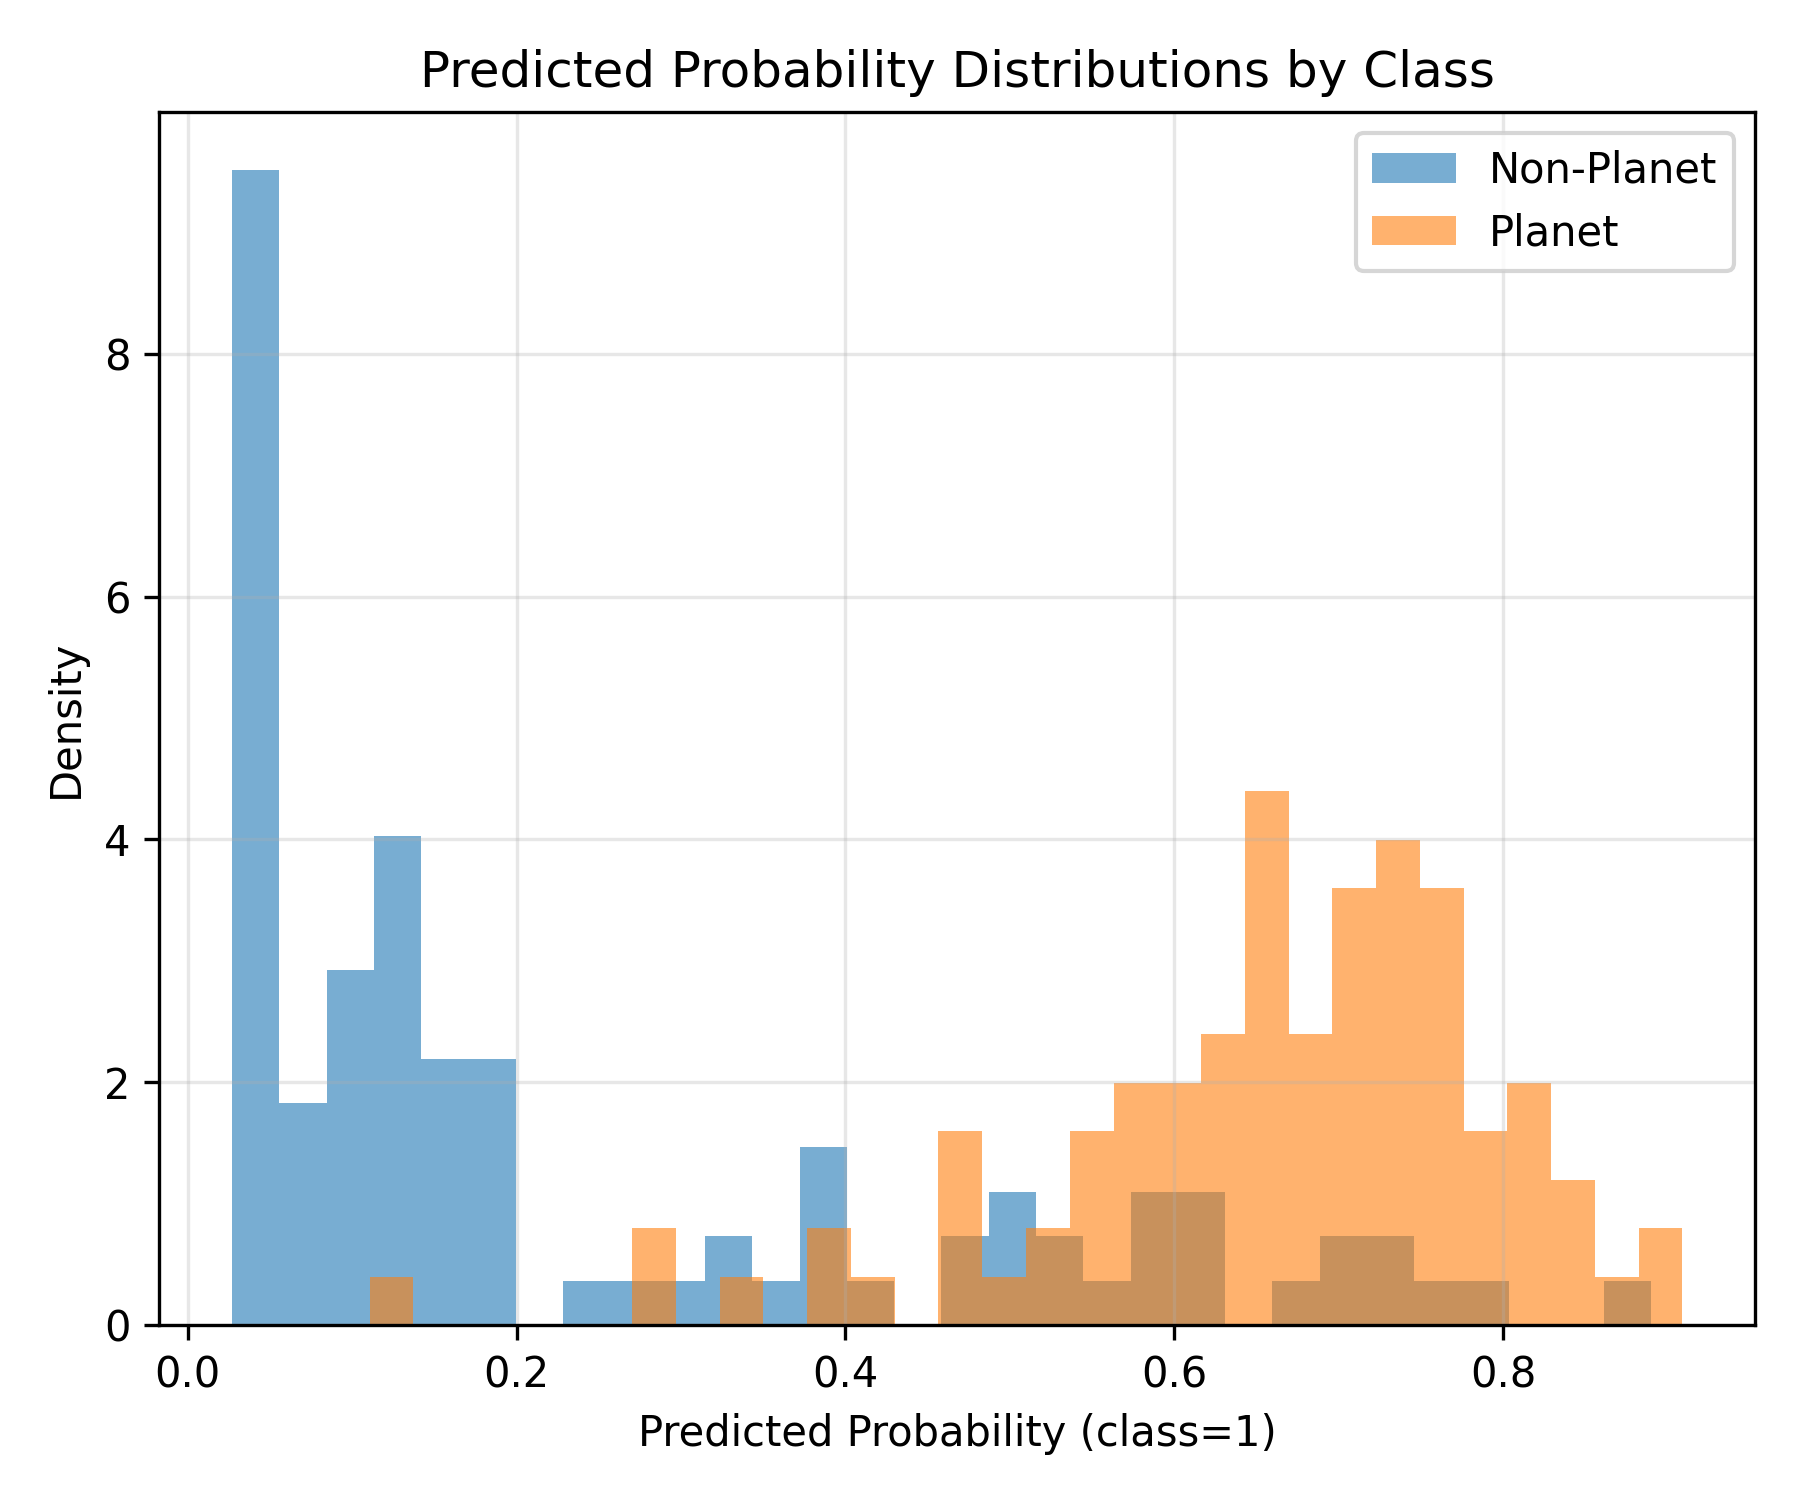 Predicted Probability Distributions by Class
Non-Planet
Planet
8
6
4
2
0
Density
0.0 0.2 0.4 0.6 0.8
Predicted Probability (class=1)